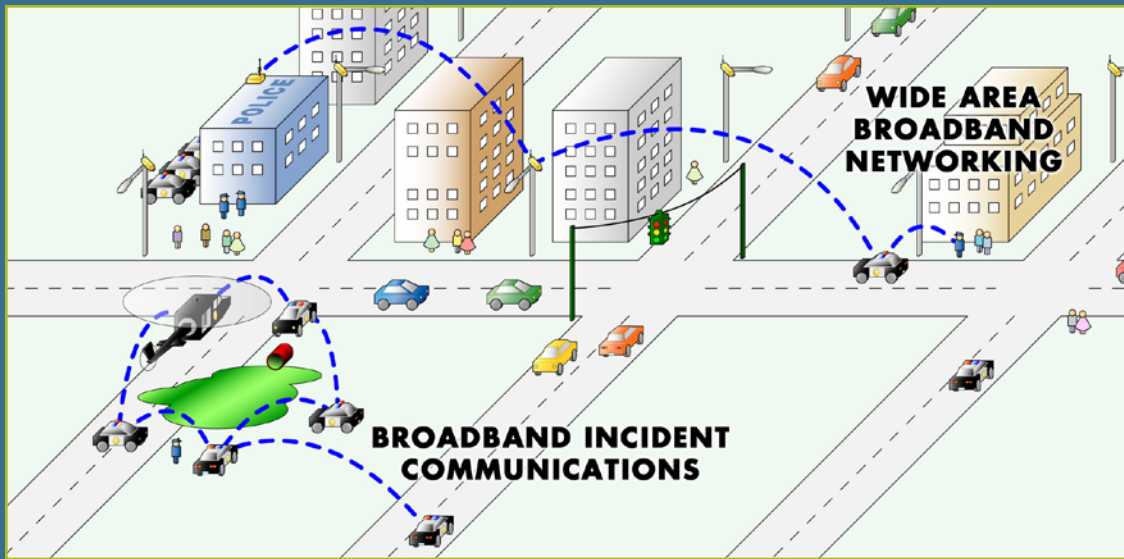 POLICE
WIDE AREA
BROADBAND
NETWORKING
BROADBAND INCIDENT
COMMUNICATIONS